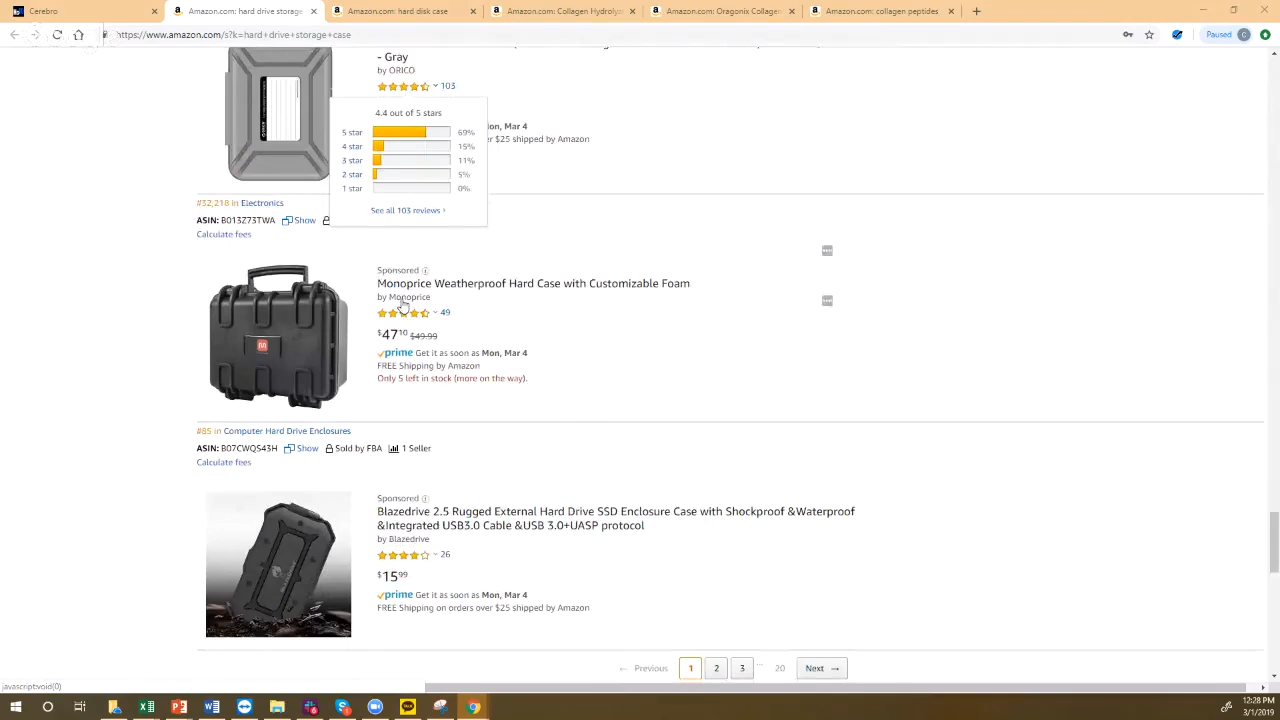 Cerebro
Amazon.com: hard drive storage
Amazon.com: hard disk case
Amazon.com: Collagen Hydrolyz
Amazon.com: Oragonix Collagen
Amazon.com: collagen peptides
https://www.amazon.com/s?k=hard+drive+storage+case
Paused
C
- Gray
by ORICO
103
4.4 out of 5 stars
5 star 69%
4 star 15%
3 star 11%
2 star 5%
1 star 0%
See all 103 reviews
on, Mar 4
er $25 shipped by Amazon
#32,218 in Electronics
ASIN: B013Z73TWA Show
Calculate fees
Sponsored
Monoprice Weatherproof Hard Case with Customizable Foam
by Monoprice
49
$47 10 $49.99
prime Get it as soon as Mon, Mar 4
FREE Shipping by Amazon
Only 5 left in stock (more on the way).
#85 in Computer Hard Drive Enclosures
ASIN: B07CWQS43H Show Sold by FBA 1 Seller
Calculate fees
Sponsored
Blazedrive 2.5 Rugged External Hard Drive SSD Enclosure Case with Shockproof &Waterproof
&Integrated USB3.0 Cable &USB 3.0+UASP protocol
by Blazedrive
26
$15 99
prime Get it as soon as Mon, Mar 4
FREE Shipping on orders over $25 shipped by Amazon
← Previous 1 2 3 ... 20 Next →
javascript:void(0)
12:28 PM
3/1/2019